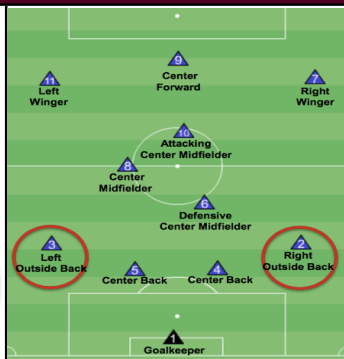 9
Center
Forward
11
Left
Winger
7
Right
Winger
10
Attacking
Center Midfielder
8
Center
Midfielder
6
Defensive
Center Midfielder
3
Left
Outside Back
2
Right
Outside Back
5
Center Back
4
Center Back
1
Goalkeeper